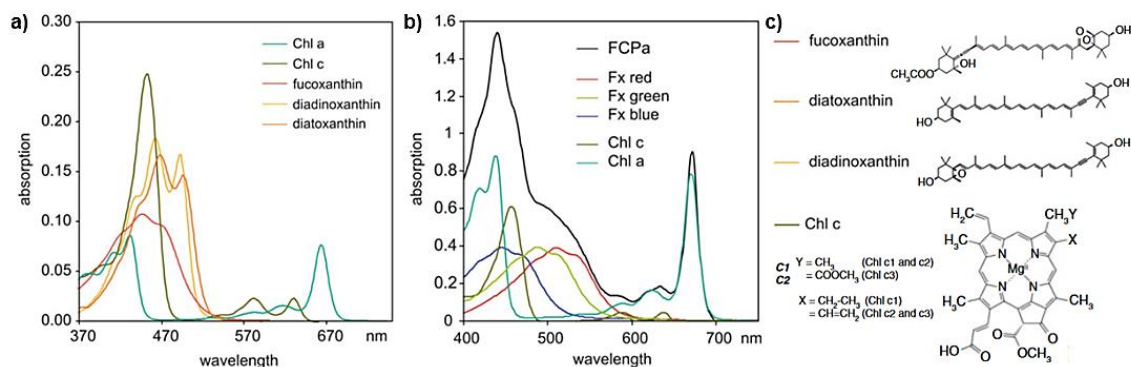 a)
absorption
0.30
0.25
0.20
0.15
0.10
0.05
0.00
370
470
570
670
nm
wavelength
Chl a
Chl c
fucoxanthin
diadinoxanthin
diatoxanthin
b)
absorption
1.6
1.4
1.2
1
0.8
0.6
0.4
0.2
0
400
500
600
700
nm
wavelength
FCPa
Fx red
Fx green
Fx blue
Chl c
Chl a
c)
fucoxanthin
O
O
OH
OH
CH₃COO
diatoxanthin
OH
HO
diadinoxanthin
OH
O
HO
Chl c
C1 Y = CH₃ (Chl c1 and c2)
C2 = COOCH₃ (Chl c3)
X = CH₂-CH₃ (Chl c1)
= CH=CH₂ (Chl c2 and c3)
H₂C
CH₃Y
H₃C
X
N
N
Mg
N
N
H₃C
CH₃
HO
O
O
O
OCH₃